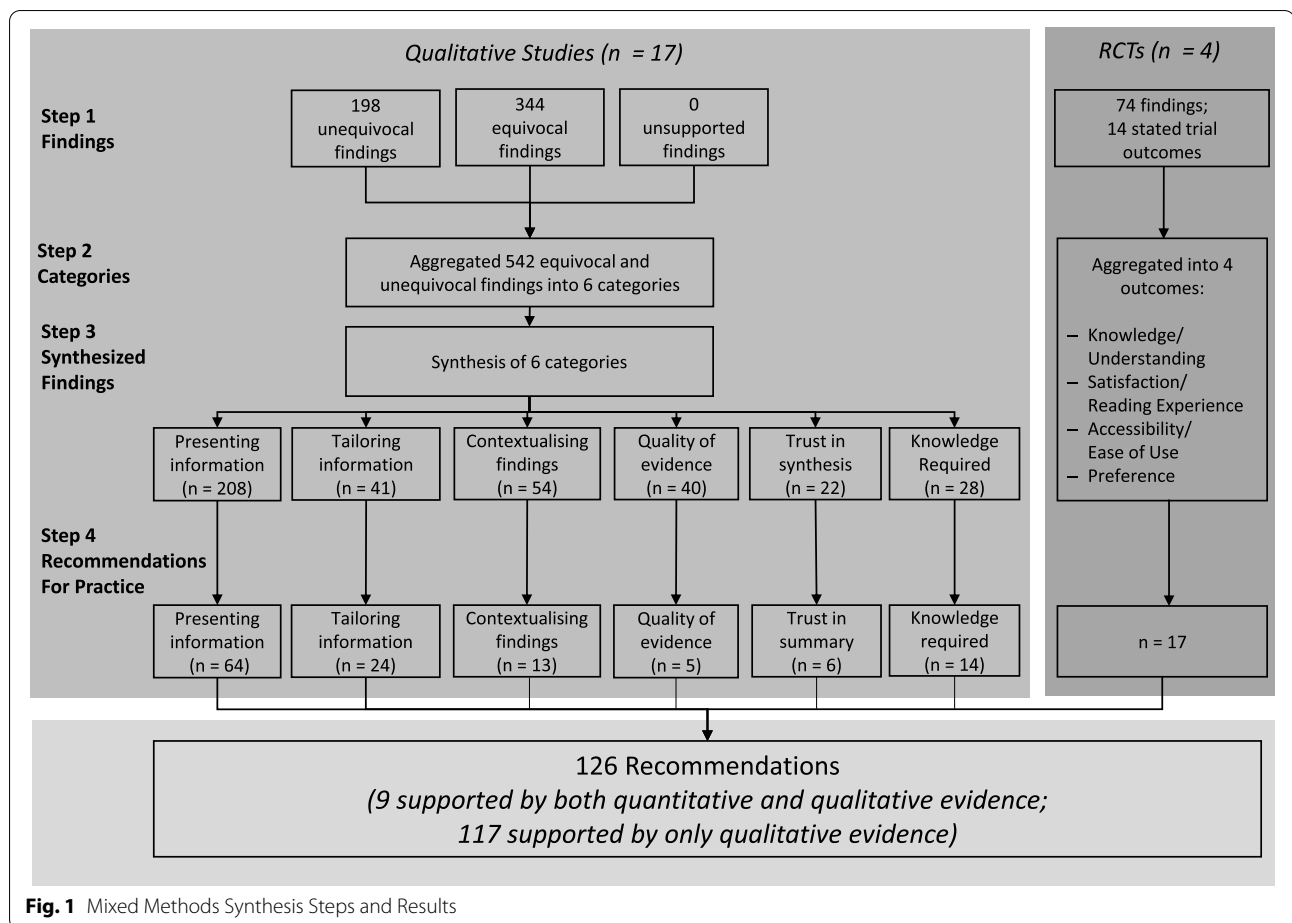 Qualitative Studies (n = 17)
RCTs (n = 4)
Step 1
Findings
198
unequivocal
findings
344
equivocal
findings
0
unsupported
findings
74 findings;
14 stated trial
outcomes
Step 2
Categories
Aggregated 542 equivocal and
unequivocal findings into 6 categories
Aggregated into 4
outcomes:
– Knowledge/
Understanding
– Satisfaction/
Reading Experience
– Accessibility/
Ease of Use
– Preference
Step 3
Synthesized
Findings
Synthesis of 6 categories
Presenting
information
(n = 208)
Tailoring
information
(n = 41)
Contextualising
findings
(n = 54)
Quality of
evidence
(n = 40)
Trust in
synthesis
(n = 22)
Knowledge
Required
(n = 28)
Step 4
Recommendations
For Practice
Presenting
information
(n = 64)
Tailoring
information
(n = 24)
Contextualising
findings
(n = 13)
Quality of
evidence
(n = 5)
Trust in
summary
(n = 6)
Knowledge
required
(n = 14)
n = 17
126 Recommendations
(9 supported by both quantitative and qualitative evidence;
117 supported by only qualitative evidence)
Fig. 1 Mixed Methods Synthesis Steps and Results